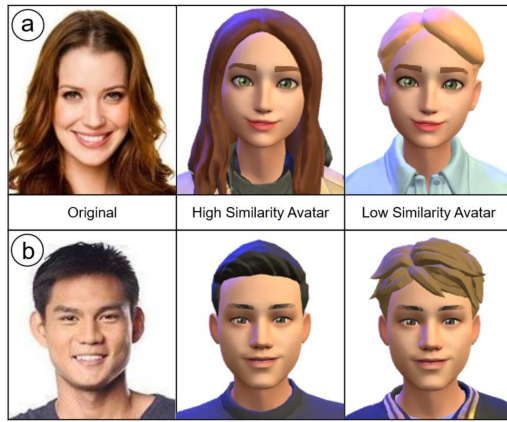 a
Original
High Similarity Avatar
Low Similarity Avatar
b